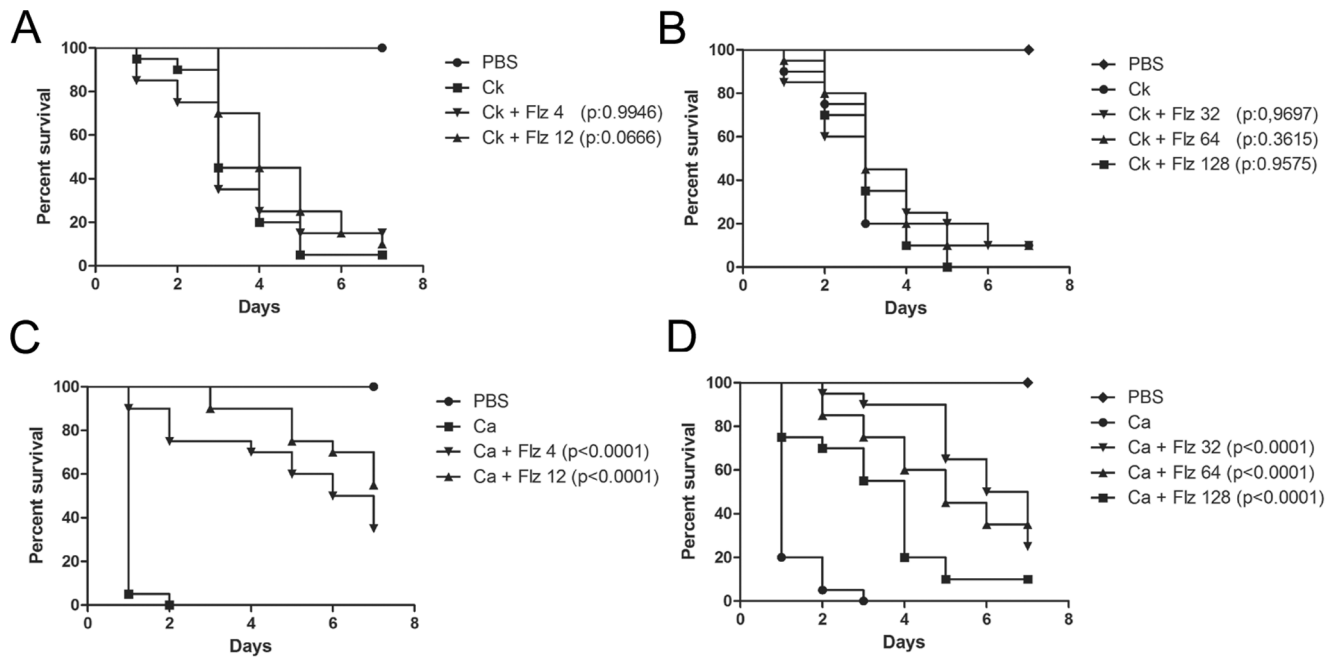 A
100
80
60
40
20
0
Percent survival
0 2 4 6 8
Days
PBS
Ck
Ck + Flz 4 (p:0.9946)
Ck + Flz 12 (p:0.0666)
B
100
80
60
40
20
0
Percent survival
0 2 4 6 8
Days
PBS
Ck
Ck + Flz 32 (p:0,9697)
Ck + Flz 64 (p:0.3615)
Ck + Flz 128 (p:0.9575)
C
100
80
60
40
20
0
Percent survival
0 2 4 6 8
Days
PBS
Ca
Ca + Flz 4 (p<0.0001)
Ca + Flz 12 (p<0.0001)
D
100
80
60
40
20
0
Percent survival
0 2 4 6 8
Days
PBS
Ca
Ca + Flz 32 (p<0.0001)
Ca + Flz 64 (p<0.0001)
Ca + Flz 128 (p<0.0001)